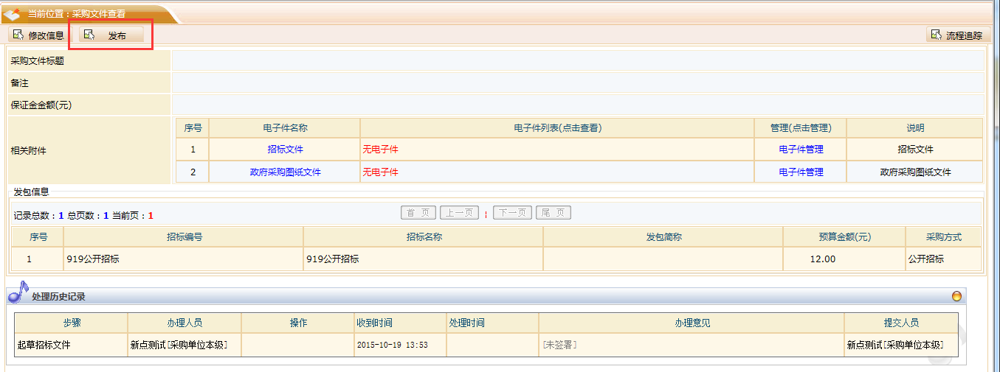 当前位置：采购文件查看
修改信息 发布 流程追踪
采购文件标题
备注
保证金金额(元)
相关附件
序号 电子件名称 电子件列表(点击查看) 管理(点击管理) 说明
1 招标文件 无电子件 电子件管理 招标文件
2 政府采购图纸文件 无电子件 电子件管理 政府采购图纸文件
发包信息
记录总数：1 总页数：1 当前页：1 首 页 上一页 下一页 尾 页
序号 招标编号 招标名称 发包简称 预算金额(元) 采购方式
1 919公开招标 919公开招标 12.00 公开招标
处理历史记录
步骤 办理人员 操作 收到时间 处理时间 办理意见 提交人员
起草招标文件 新点测试[采购单位本级] 2015-10-19 13:53 [未签署] 新点测试[采购单位本级]